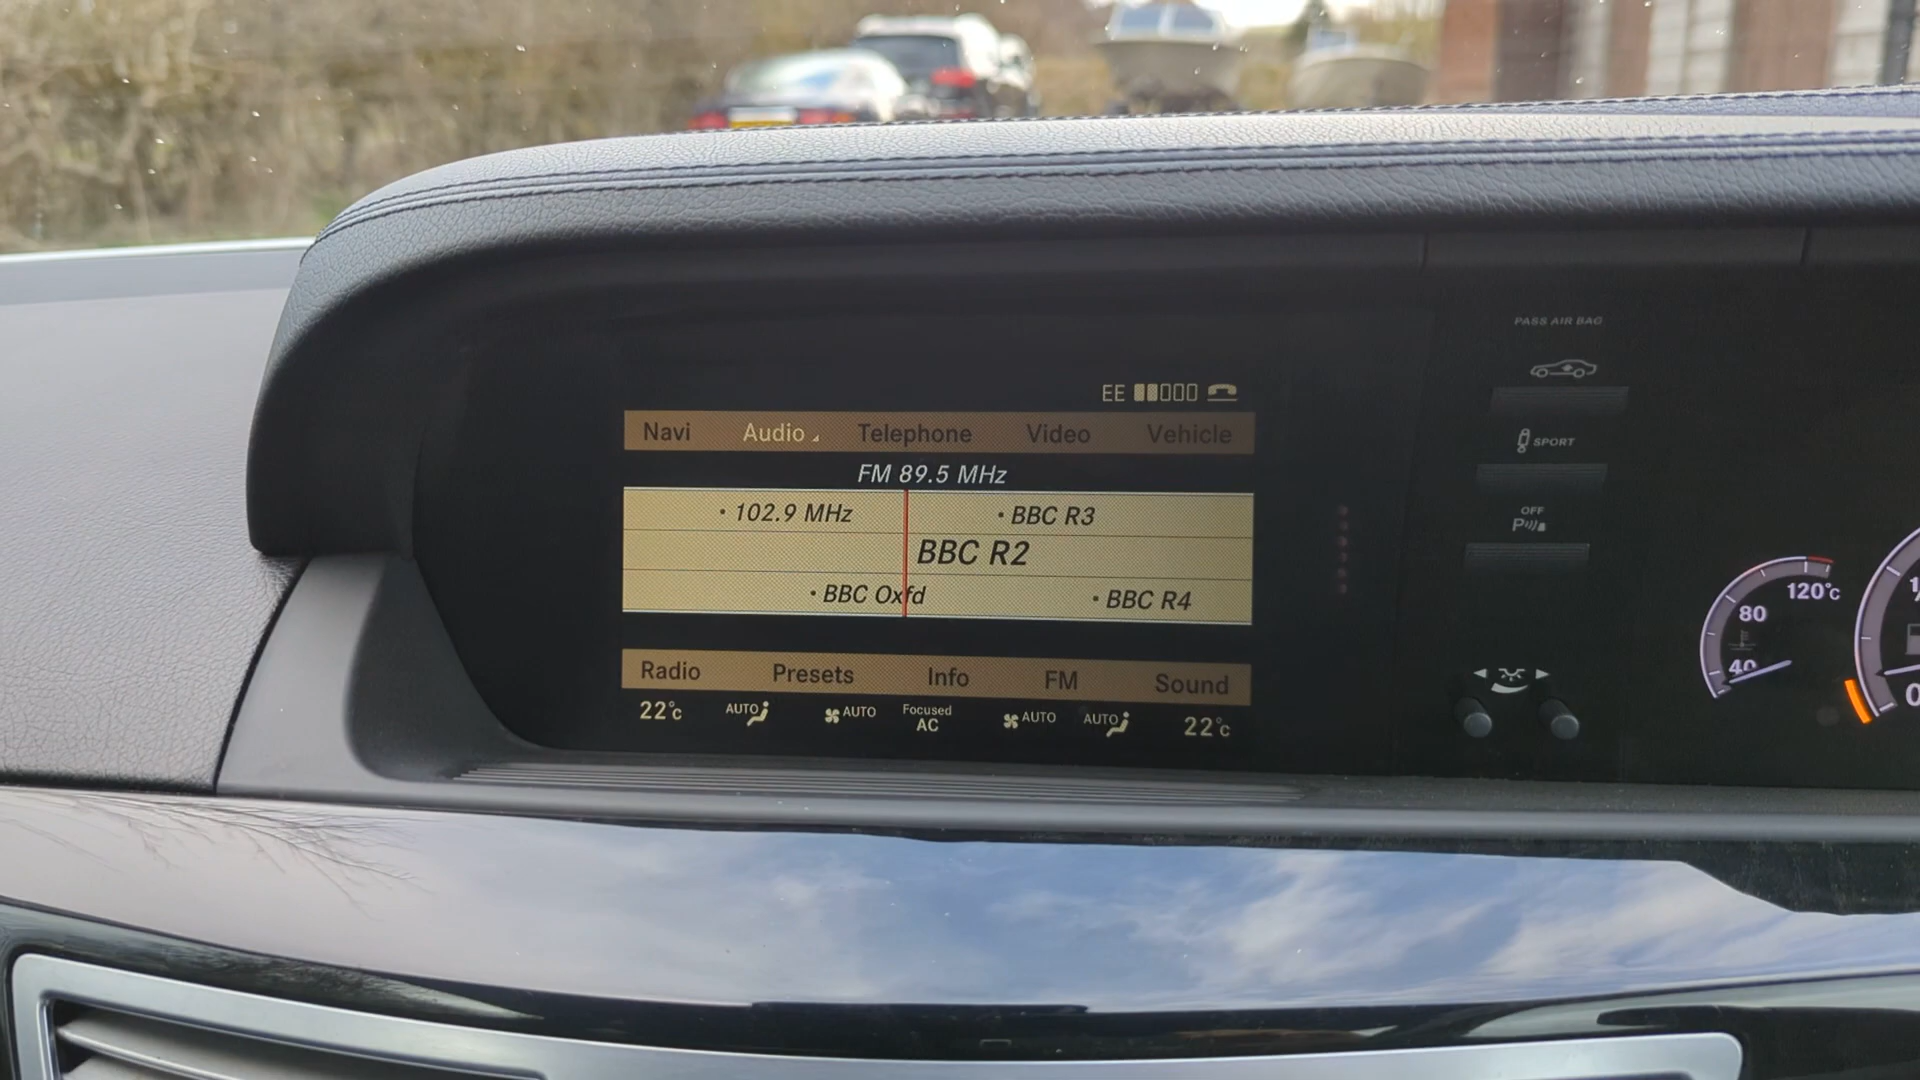 EE
Navi Audio Telephone Video Vehicle
FM 89.5 MHz
• 102.9 MHz • BBC R3
BBC R2
• BBC Oxfd • BBC R4
Radio Presets Info FM Sound
22°c AUTO AUTO Focused AC AUTO AUTO 22°c
PASS AIR BAG
SPORT
OFF
P
120°c
80
40
0